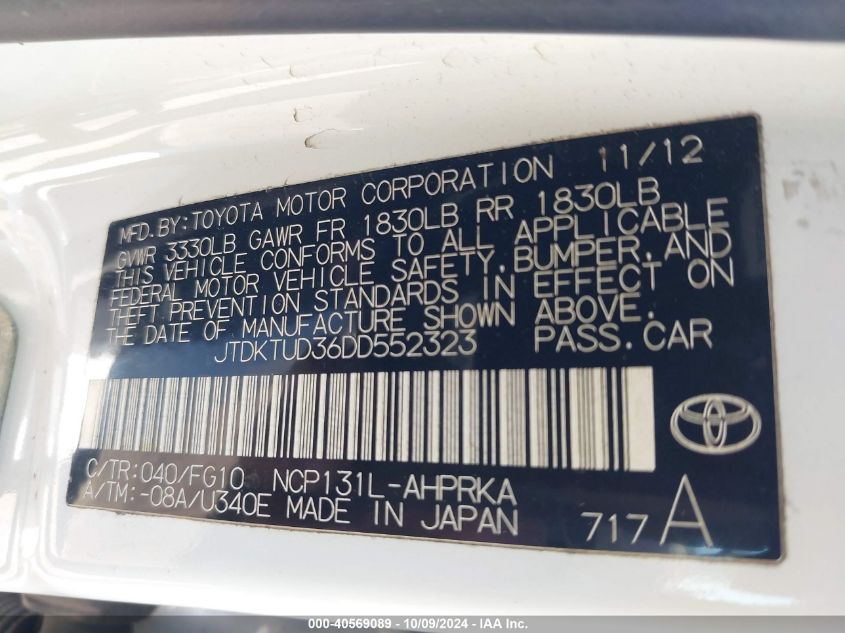 MFD. BY: TOYOTA MOTOR CORPORATION 11/12
GVWR 3330LB GAWR FR 1830LB RR 1830LB
THIS VEHICLE CONFORMS TO ALL APPLICABLE
FEDERAL MOTOR VEHICLE SAFETY, BUMPER, AND
THEFT PREVENTION STANDARDS IN EFFECT ON
THE DATE OF MANUFACTURE SHOWN ABOVE.
JTDKTUD36DD552323 PASS. CAR
C/TR: 040/FG10 NCP131L-AHPRKA
A/TM: -08A/U340E MADE IN JAPAN 717 A
000-40569089 - 10/09/2024 - IAA Inc.